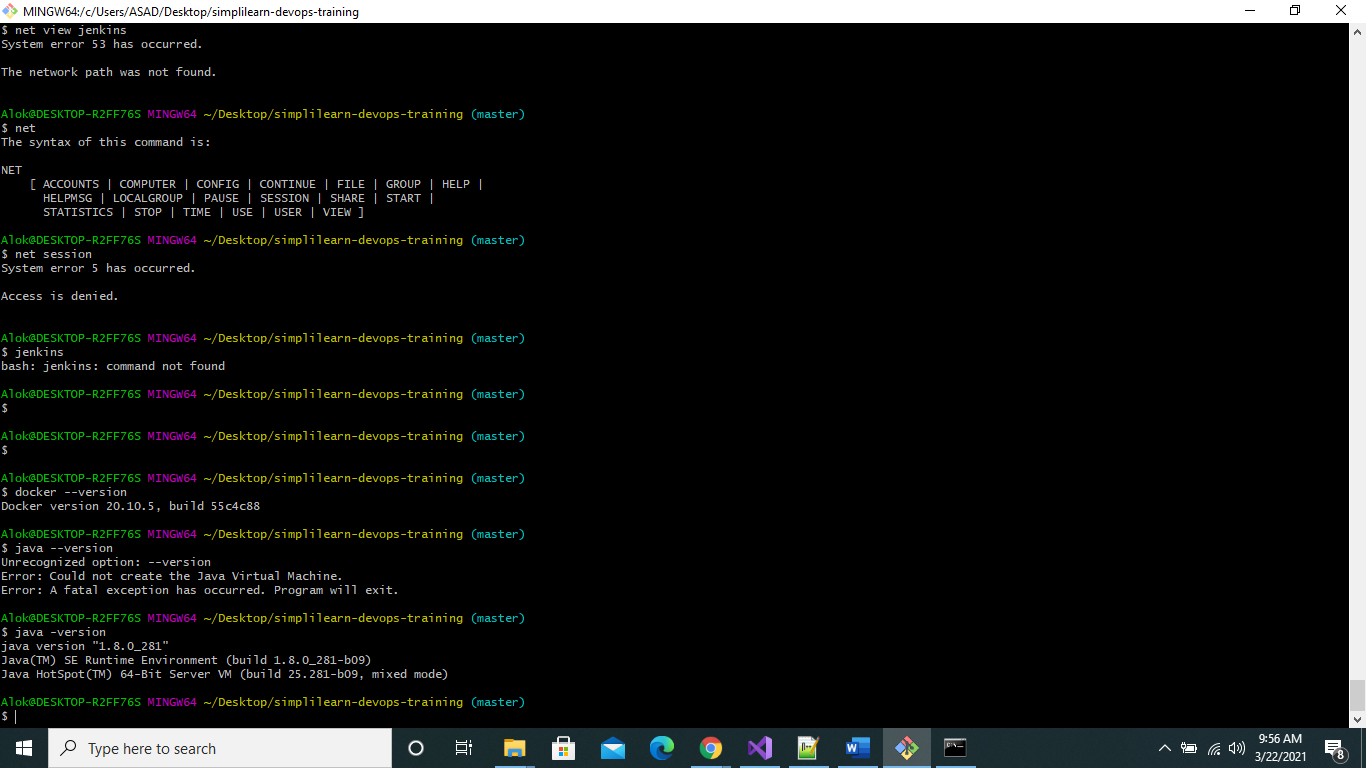 MINGW64:/c/Users/ASAD/Desktop/simplilearn-devops-training
$ net view jenkins
System error 53 has occurred.
The network path was not found.
Alok@DESKTOP-R2FF76S MINGW64 ~/Desktop/simplilearn-devops-training (master)
$ net
The syntax of this command is:
NET
[ ACCOUNTS | COMPUTER | CONFIG | CONTINUE | FILE | GROUP | HELP |
HELPMSG | LOCALGROUP | PAUSE | SESSION | SHARE | START |
STATISTICS | STOP | TIME | USE | USER | VIEW ]
Alok@DESKTOP-R2FF76S MINGW64 ~/Desktop/simplilearn-devops-training (master)
$ net session
System error 5 has occurred.
Access is denied.
Alok@DESKTOP-R2FF76S MINGW64 ~/Desktop/simplilearn-devops-training (master)
$ jenkins
bash: jenkins: command not found
Alok@DESKTOP-R2FF76S MINGW64 ~/Desktop/simplilearn-devops-training (master)
$
Alok@DESKTOP-R2FF76S MINGW64 ~/Desktop/simplilearn-devops-training (master)
$
Alok@DESKTOP-R2FF76S MINGW64 ~/Desktop/simplilearn-devops-training (master)
$ docker --version
Docker version 20.10.5, build 55c4c88
Alok@DESKTOP-R2FF76S MINGW64 ~/Desktop/simplilearn-devops-training (master)
$ java --version
Unrecognized option: --version
Error: Could not create the Java Virtual Machine.
Error: A fatal exception has occurred. Program will exit.
Alok@DESKTOP-R2FF76S MINGW64 ~/Desktop/simplilearn-devops-training (master)
$ java -version
java version "1.8.0_281"
Java(TM) SE Runtime Environment (build 1.8.0_281-b09)
Java HotSpot(TM) 64-Bit Server VM (build 25.281-b09, mixed mode)
Alok@DESKTOP-R2FF76S MINGW64 ~/Desktop/simplilearn-devops-training (master)
$
Type here to search
9:56 AM
3/22/2021
8